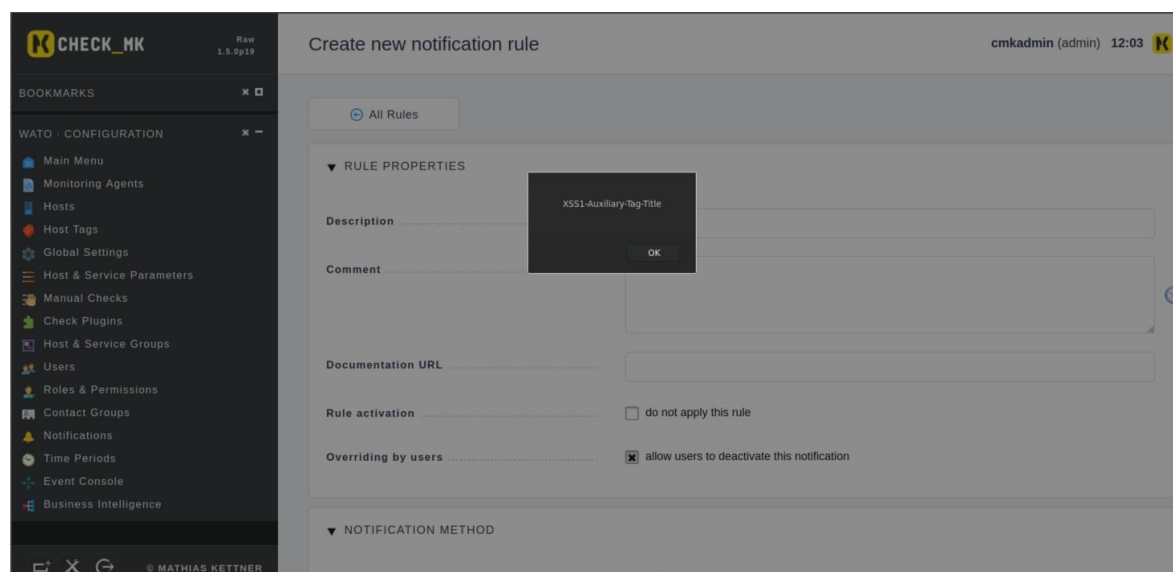 CHECK_MK
Raw
1.5.0p19
BOOKMARKS
WATO · CONFIGURATION
Main Menu
Monitoring Agents
Hosts
Host Tags
Global Settings
Host & Service Parameters
Manual Checks
Check Plugins
Host & Service Groups
Users
Roles & Permissions
Contact Groups
Notifications
Time Periods
Event Console
Business Intelligence
© MATHIAS KETTNER
Create new notification rule
cmkadmin (admin) 12:03
All Rules
RULE PROPERTIES
XSS1-Auxiliary-Tag-Title
OK
Description
Comment
Documentation URL
Rule activation
do not apply this rule
Overriding by users
allow users to deactivate this notification
NOTIFICATION METHOD